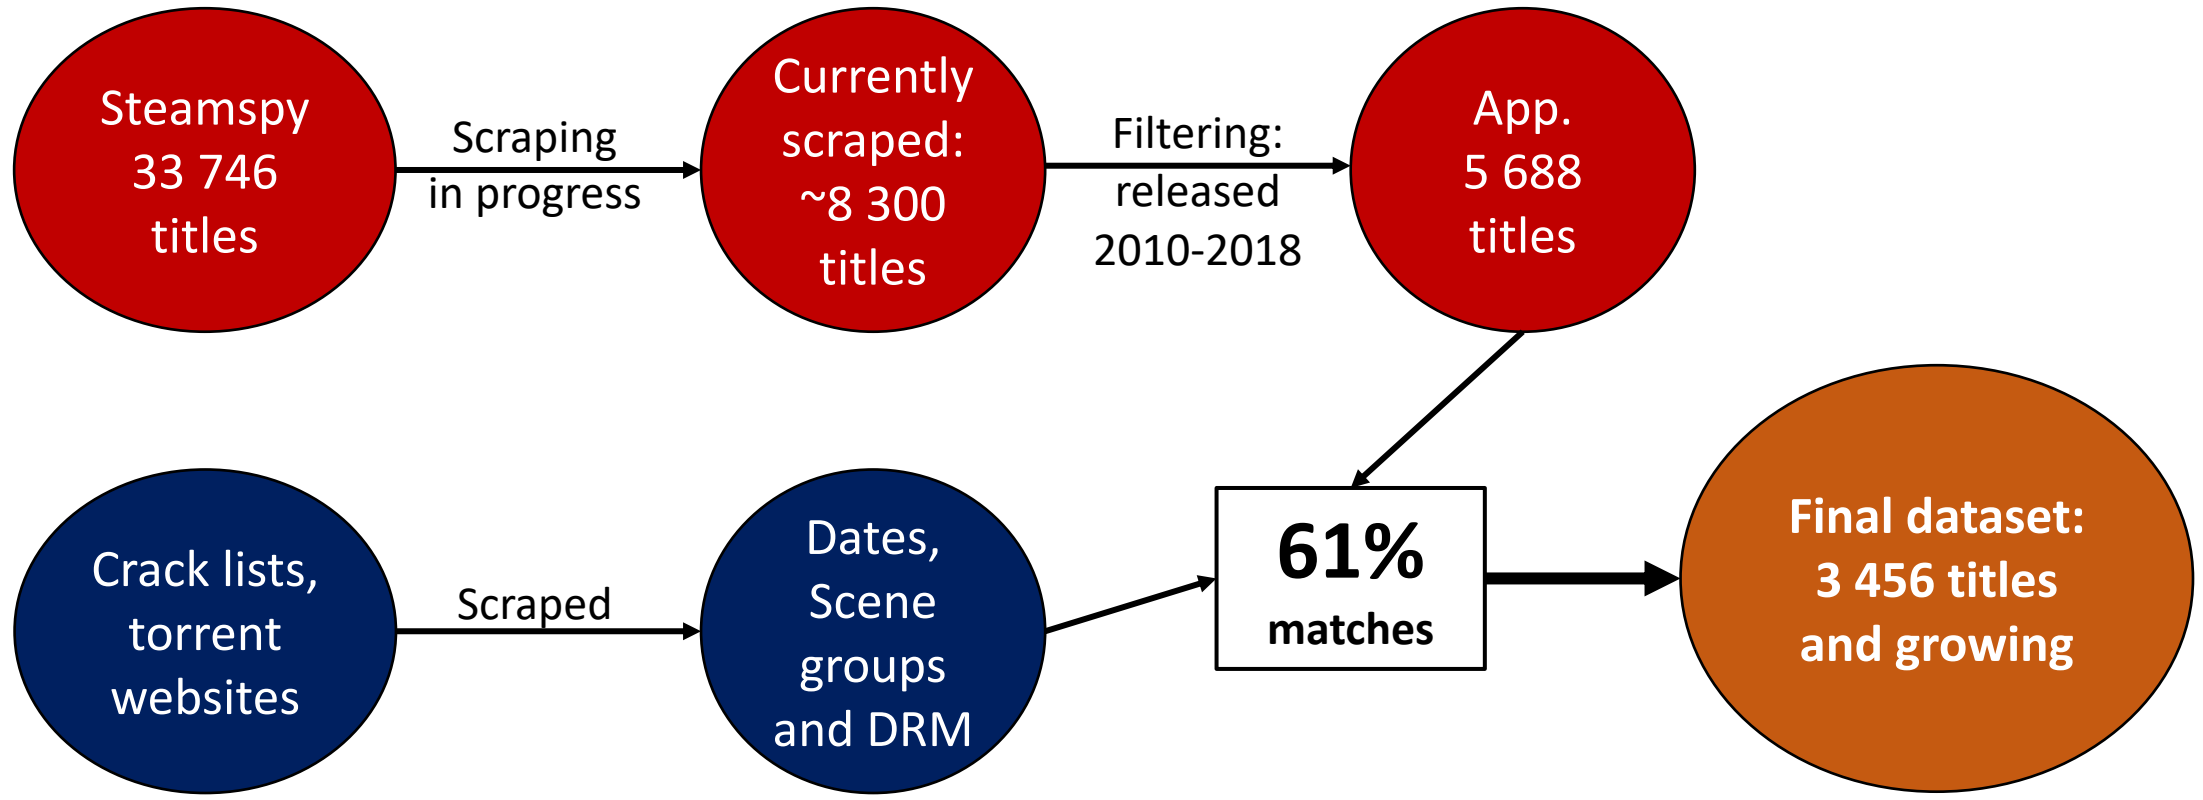 Steamspy
33 746
titles
Scraping
in progress
Currently
scraped:
~8 300
titles
Filtering:
released
2010-2018
App.
5 688
titles
Crack lists,
torrent
websites
Scraped
Dates,
Scene
groups
and DRM
61%
matches
Final dataset:
3 456 titles
and growing